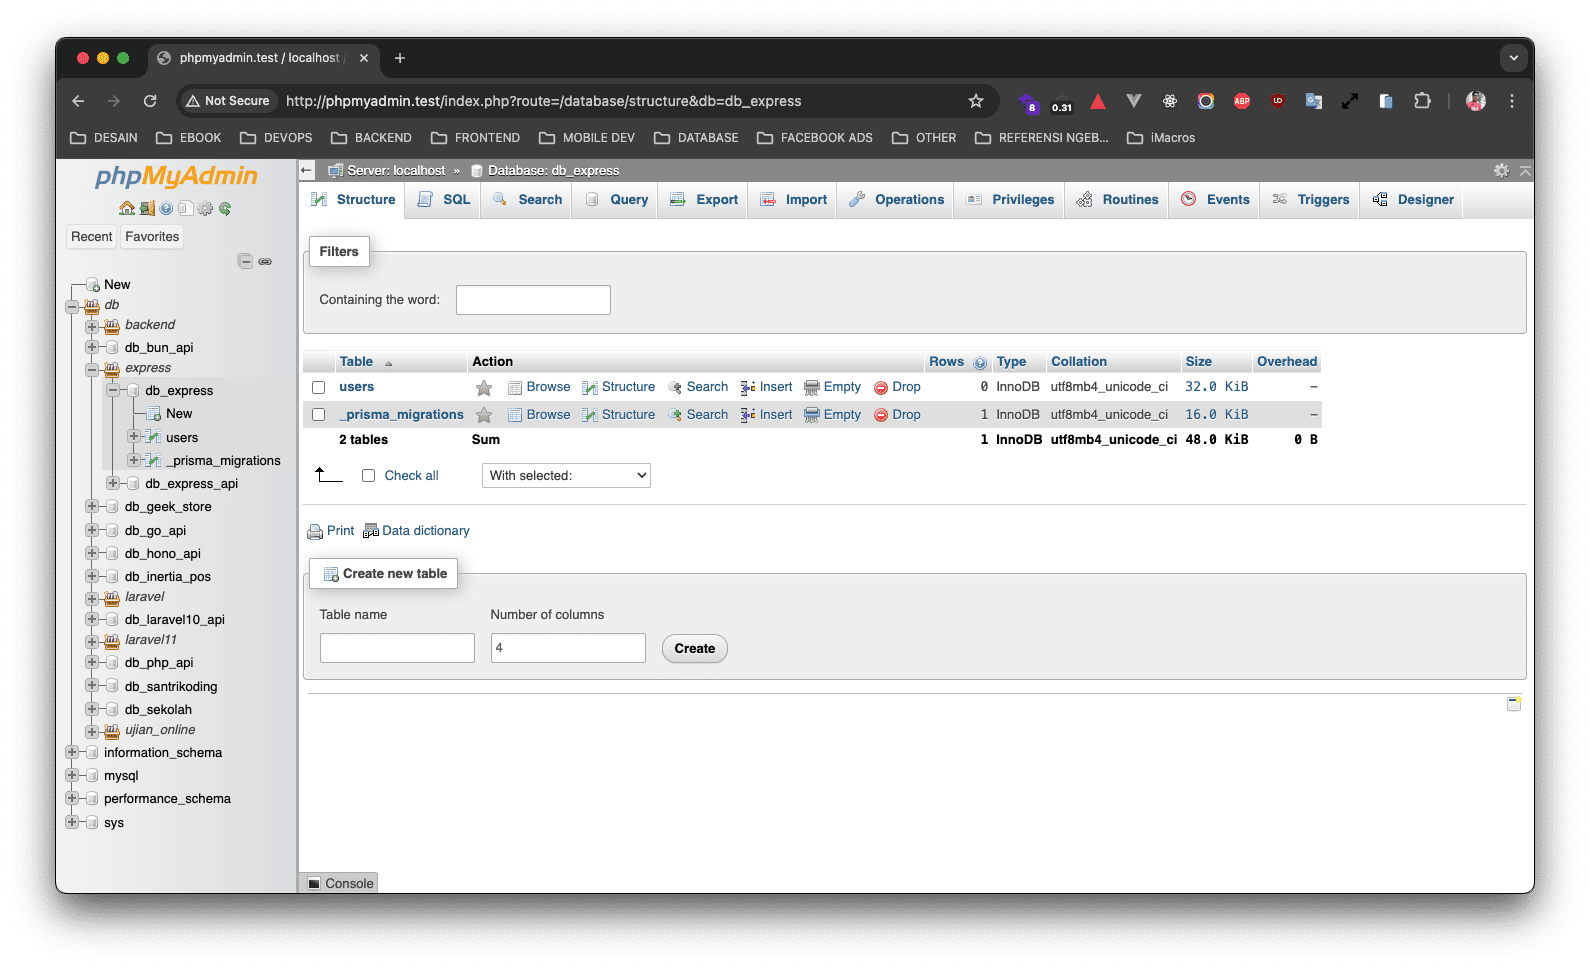 phpmyadmin.test / localhost /
Not Secure
http://phpmyadmin.test/index.php?route=/database/structure&db=db_express
8
0.31
ABP
DESAIN
EBOOK
DEVOPS
BACKEND
FRONTEND
MOBILE DEV
DATABASE
FACEBOOK ADS
OTHER
REFERENSI NGEB...
iMacros
phpMyAdmin
Recent
Favorites
New
db
backend
db_bun_api
express
db_express
New
users
_prisma_migrations
db_express_api
db_geek_store
db_go_api
db_hono_api
db_inertia_pos
laravel
db_laravel10_api
laravel11
db_php_api
db_santrikoding
db_sekolah
ujian_online
information_schema
mysql
performance_schema
sys
Server: localhost » Database: db_express
Structure
SQL
Search
Query
Export
Import
Operations
Privileges
Routines
Events
Triggers
Designer
Filters
Containing the word:
Table Action Rows Type Collation Size Overhead
users Browse Structure Search Insert Empty Drop 0 InnoDB utf8mb4_unicode_ci 32.0 KiB –
_prisma_migrations Browse Structure Search Insert Empty Drop 1 InnoDB utf8mb4_unicode_ci 16.0 KiB –
2 tables Sum 1 InnoDB utf8mb4_unicode_ci 48.0 KiB 0 B
Check all
With selected:
Print
Data dictionary
Create new table
Table name
Number of columns
4
Create
Console